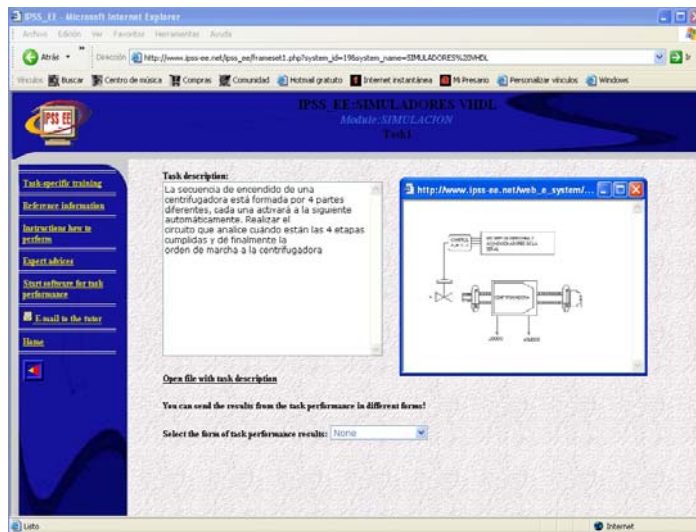 IPSS_EE - Microsoft Internet Explorer
Archivo Edición Ver Favoritos Herramientas Ayuda
Atrás
Dirección http://www.ipss-ee.net/ipss_ee/frameset1.php?system_id=19&system_name=SIMULADORES%20VHDL
Vínculos Buscar Centro de música Compras Comunidad Hotmail gratuito Internet instantánea Mi Presario Personalizar vínculos Windows
IPSS EE
IPSS_EE:SIMULADORES VHDL
Module:SIMULACION
Task1
Task-specific training
Reference information
Instructions how to
perform
Expert advices
Start software for task
performance
E-mail to the tutor
Home
Task description:
La secuencia de encendido de una
centrifugadora está formada por 4 partes
diferentes, cada una activará a la siguiente
automáticamente. Realizar el
circuito que analice cuándo están las 4 etapas
cumplidas y de finalmente la
orden de marcha a la centrifugadora
http://www.ipss-ee.net/web_e_system/...
CONTROL
CENTRIFUGADORA
Open file with task description
You can send the results from the task performance in different forms!
Select the form of task performance results: None
Listo
Internet